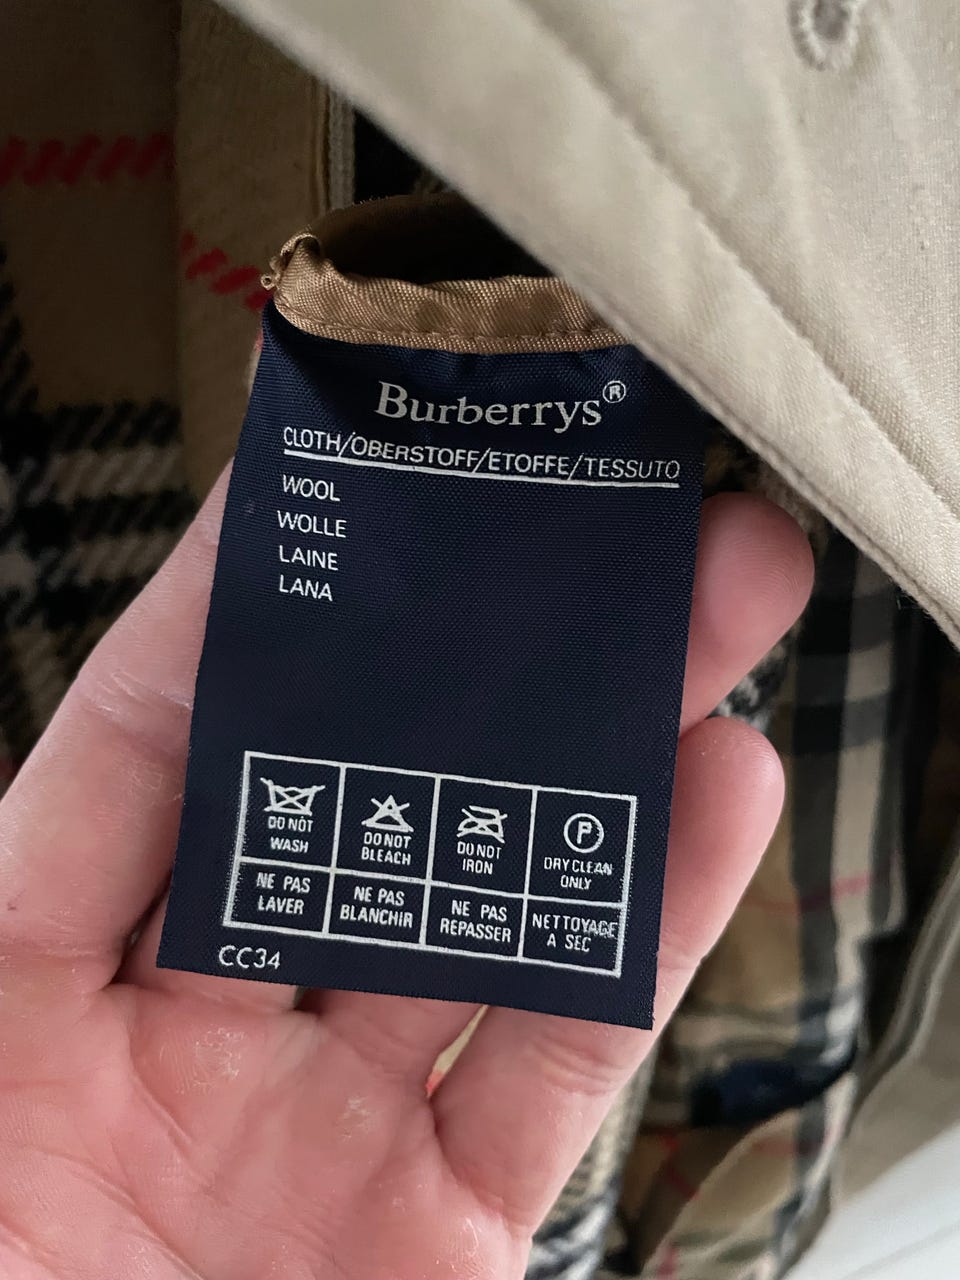 Burberrys®
CLOTH/OBERSTOFF/ETOFFE/TESSUTO
WOOL
WOLLE
LAINE
LANA
DO NOT
WASH
DO NOT
BLEACH
DO NOT
IRON
P
DRY CLEAN
ONLY
NE PAS
LAVER
NE PAS
BLANCHIR
NE PAS
REPASSER
NETTOYAGE
A SEC
CC34